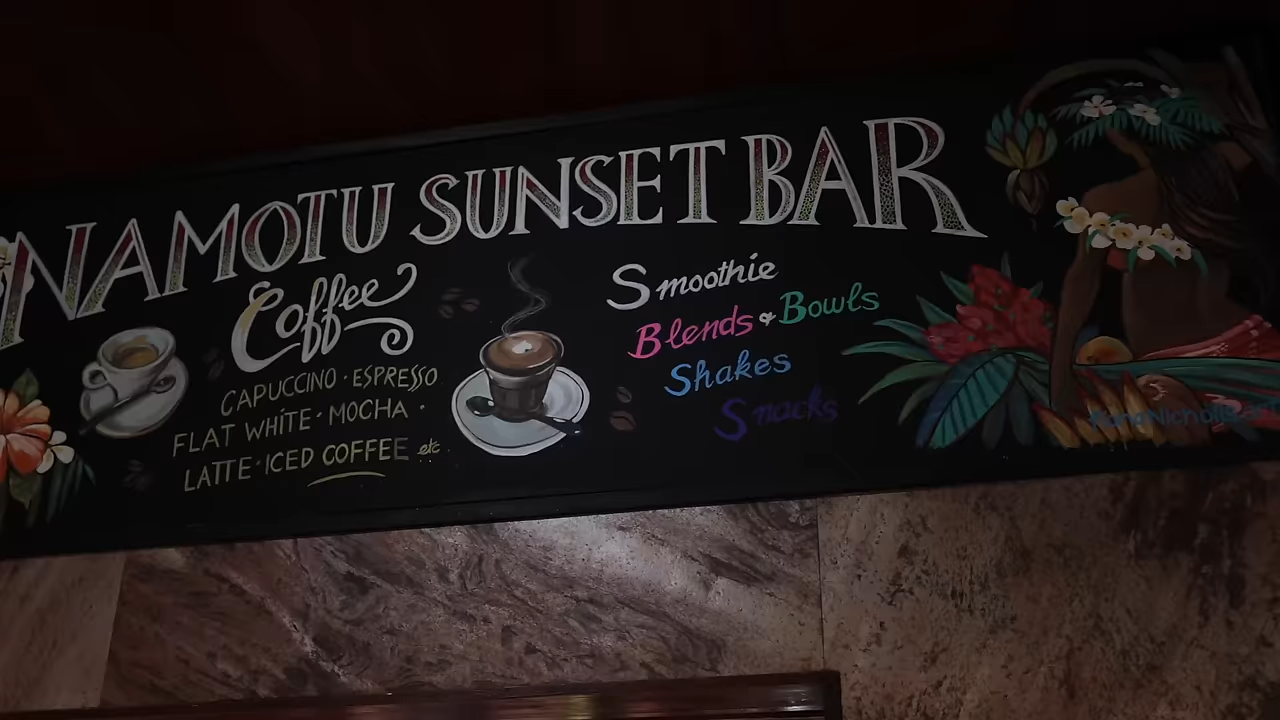 NAMOTU SUNSET BAR
Coffee
CAPUCCINO · ESPRESSO
FLAT WHITE · MOCHA ·
LATTE · ICED COFFEE etc.
Smoothie
Blends & Bowls
Shakes
Snacks